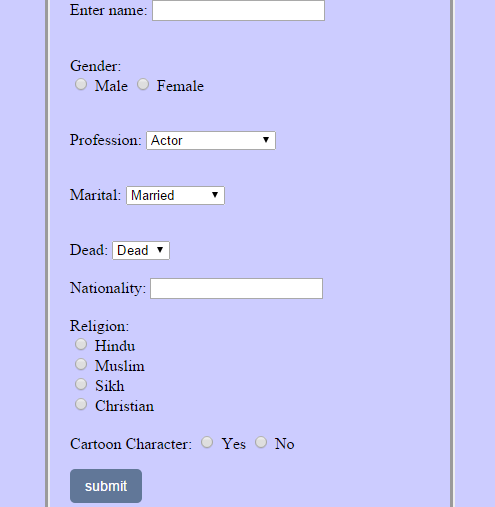 Enter name:
Gender:
Male Female
Profession: Actor
Marital: Married
Dead: Dead
Nationality:
Religion:
Hindu
Muslim
Sikh
Christian
Cartoon Character: Yes No
submit